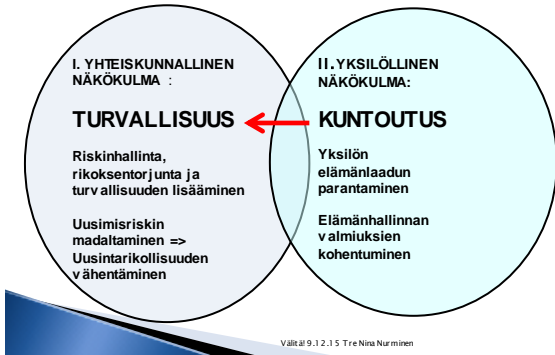 I. YHTEISKUNNALLINEN
NÄKÖKULMA :
TURVALLISUUS
Riskinhallinta,
rikoksentorjunta ja
turvallisuuden lisääminen
Uusimisriskin
madaltaminen =>
Uusintarikollisuuden
vähentäminen
II. YKSILÖLLINEN
NÄKÖKULMA:
KUNTOUTUS
Yksilön
elämänlaadun
parantaminen
Elämänhallinnan
valmiuksien
kohentuminen
Välitä! 9.12.15 Tre Nina Nurminen